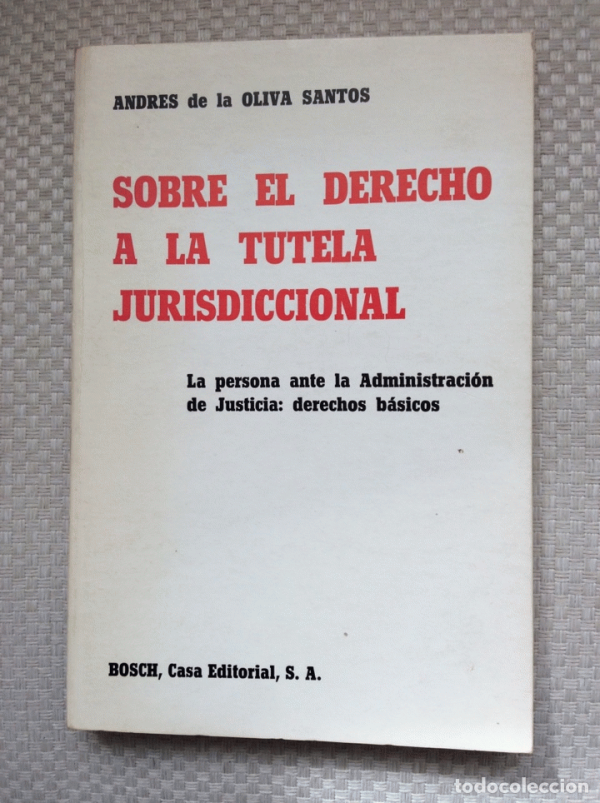 ANDRES de la OLIVA SANTOS
SOBRE EL DERECHO
A LA TUTELA
JURISDICCIONAL
La persona ante la Administración
de Justicia: derechos básicos
BOSCH, Casa Editorial, S. A.
todocoleccion